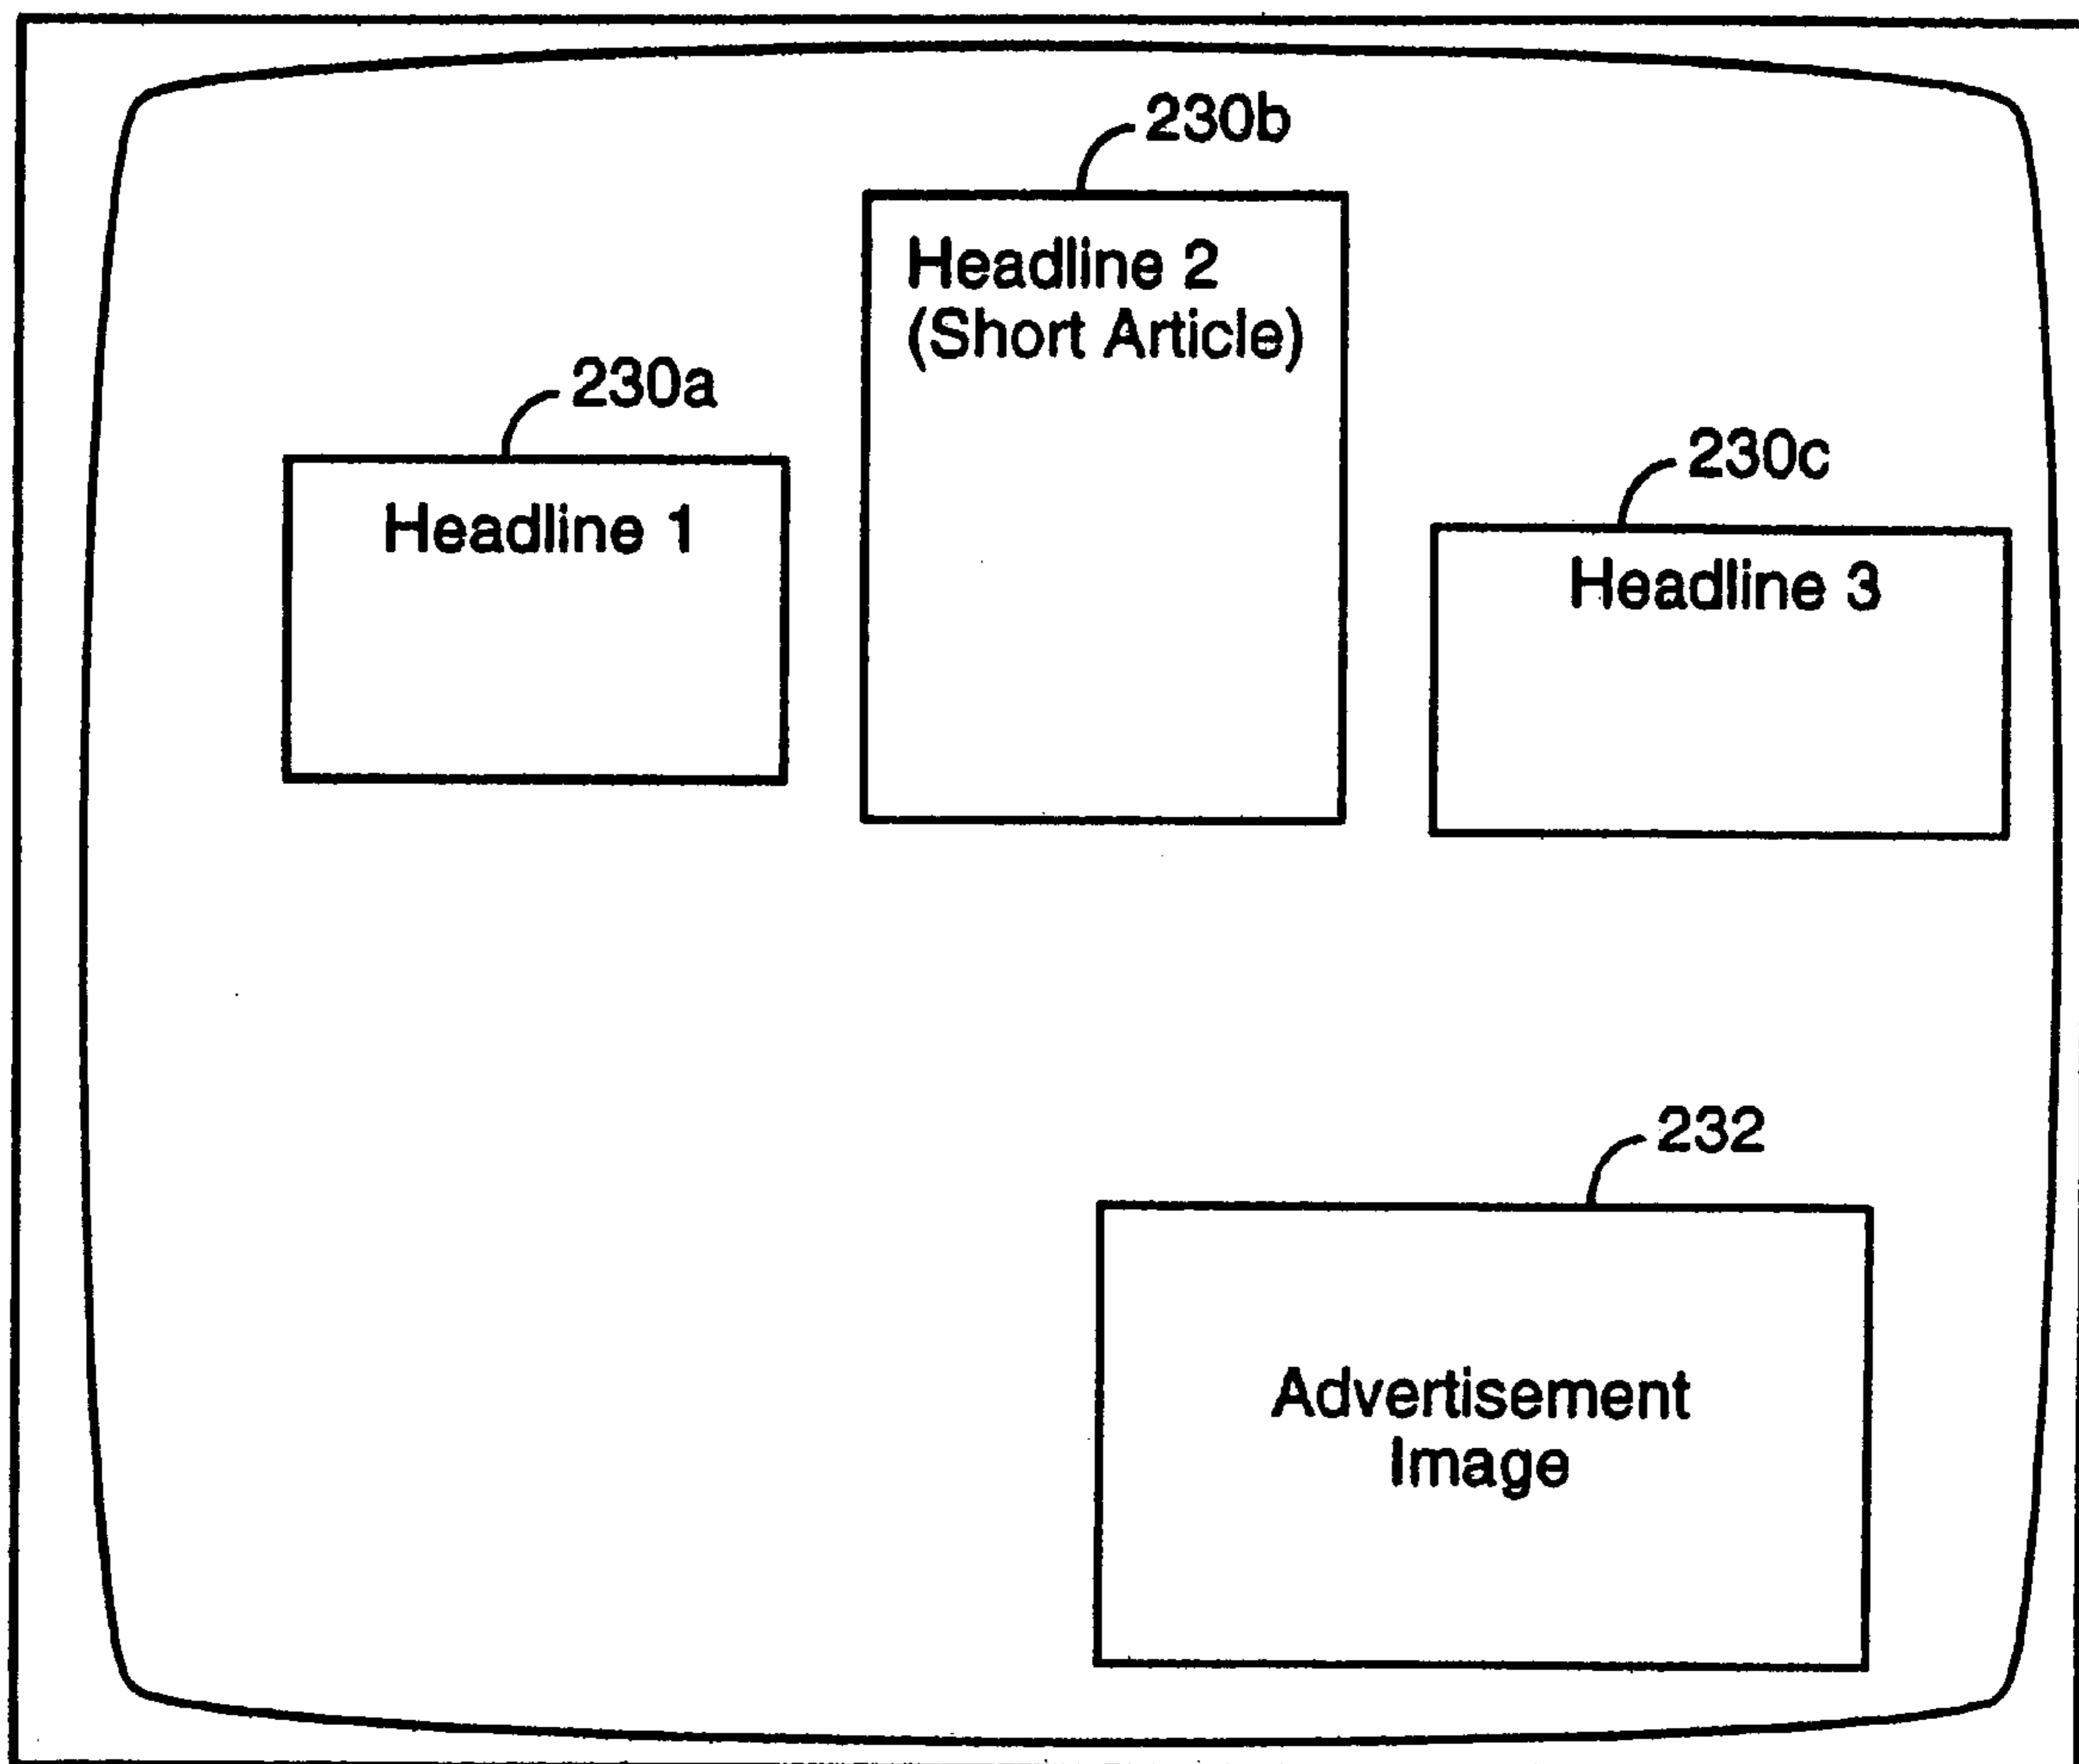 230b
Headline 2
(Short Article)
230a
Headline 1
230c
Headline 3
232
Advertisement
Image